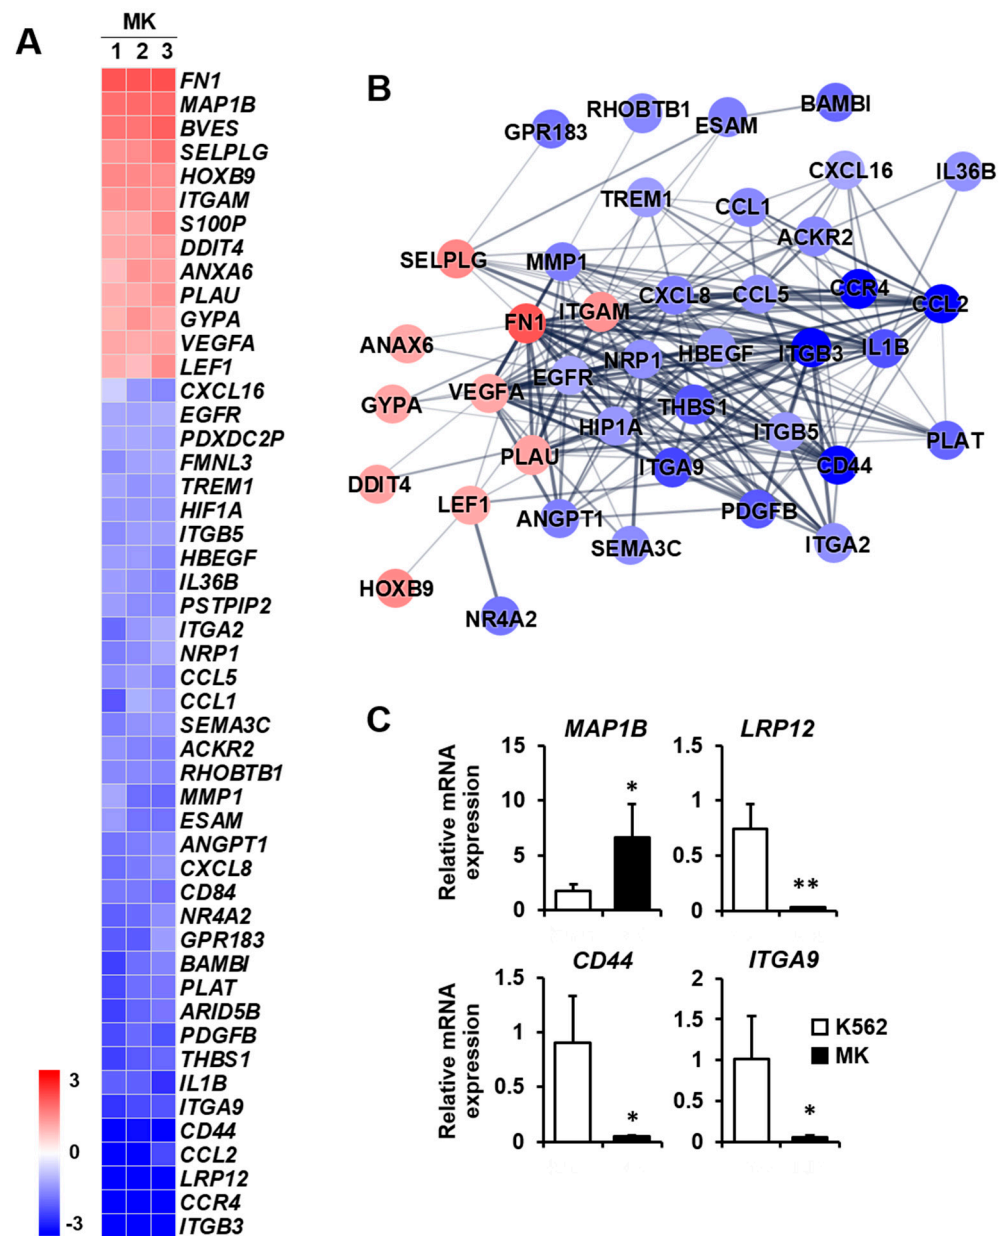 A
MK
1 2 3
FN1
MAP1B
BVES
SELPLG
HOXB9
ITGAM
S100P
DDIT4
ANXA6
PLAU
GYPA
VEGFA
LEF1
CXCL16
EGFR
PDXDC2P
FMNL3
TREM1
HIF1A
ITGB5
HBEGF
IL36B
PSTPIP2
ITGA2
NRP1
CCL5
CCL1
SEMA3C
ACKR2
RHOBTB1
MMP1
ESAM
ANGPT1
CXCL8
CD84
NR4A2
GPR183
BAMBI
PLAT
ARID5B
PDGFB
THBS1
IL1B
ITGA9
CD44
CCL2
LRP12
CCR4
ITGB3
3
0
-3
B
RHOBTB1
BAMBI
GPR183
ESAM
CXCL16
IL36B
TREM1
CCL1
ACKR2
SELPLG
MMP1
CXCL8
CCL5
CCR4
CCL2
FN1
ITGAM
ANAX6
NRP1
HBEGF
ITGB3
IL1B
VEGFA
EGFR
GYPA
THBS1
HIP1A
ITGB5
PLAT
PLAU
ITGA9
CD44
DDIT4
LEF1
ANGPT1
PDGFB
SEMA3C
ITGA2
HOXB9
NR4A2
C
MAP1B
Relative mRNA
expression
15
10
5
0
*
LRP12
1.5
1
0.5
0
**
CD44
Relative mRNA
expression
1.5
1
0.5
0
*
ITGA9
2
1.5
1
0.5
0
*
K562
MK